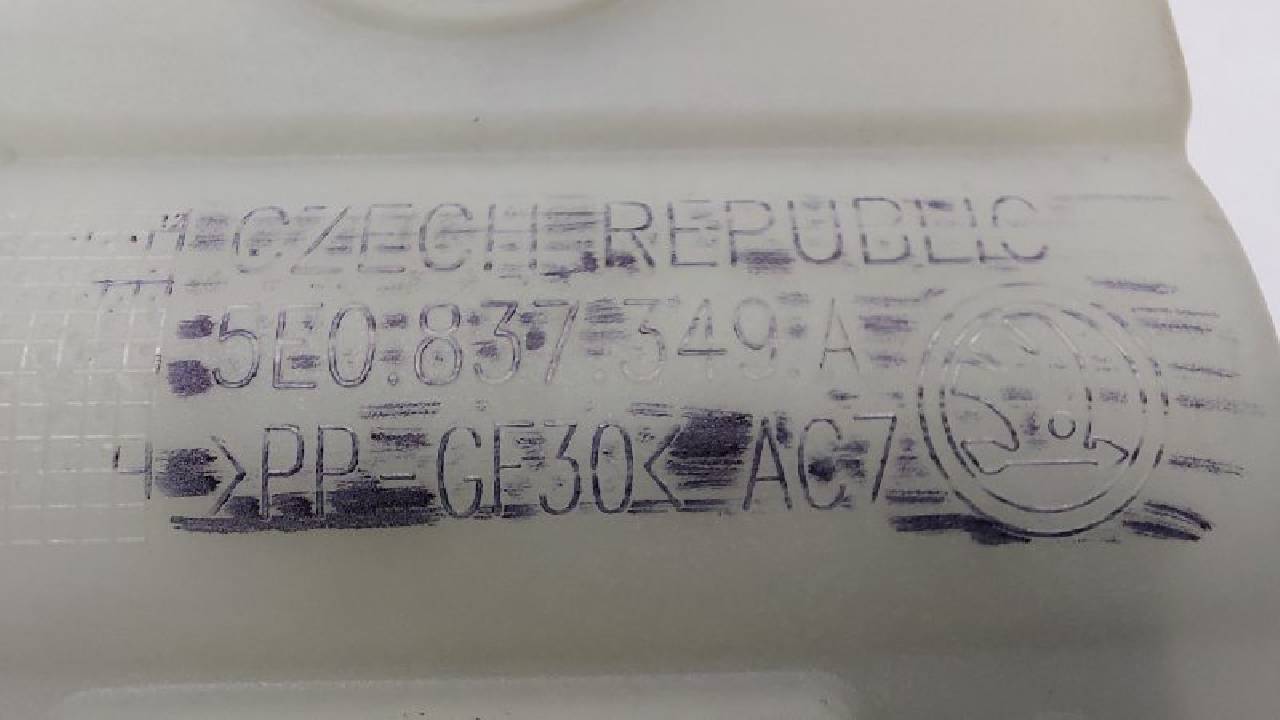 CZECH REPUBLIC
5E0.837.349.A
>PP-GF30< AC7